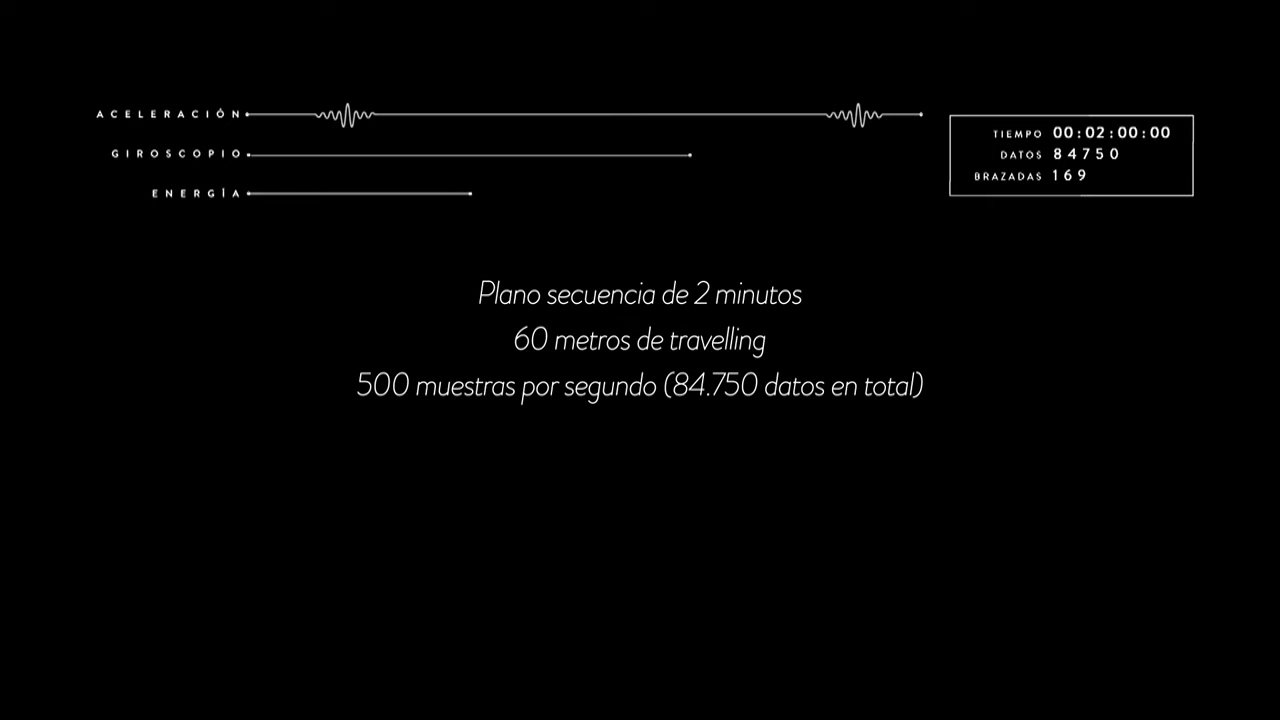 ACELERACIÓN
GIROSCOPIO
ENERGÍA
TIEMPO 00:02:00:00
DATOS 84750
BRAZADAS 169
Plano secuencia de 2 minutos
60 metros de travelling
500 muestras por segundo (84.750 datos en total)